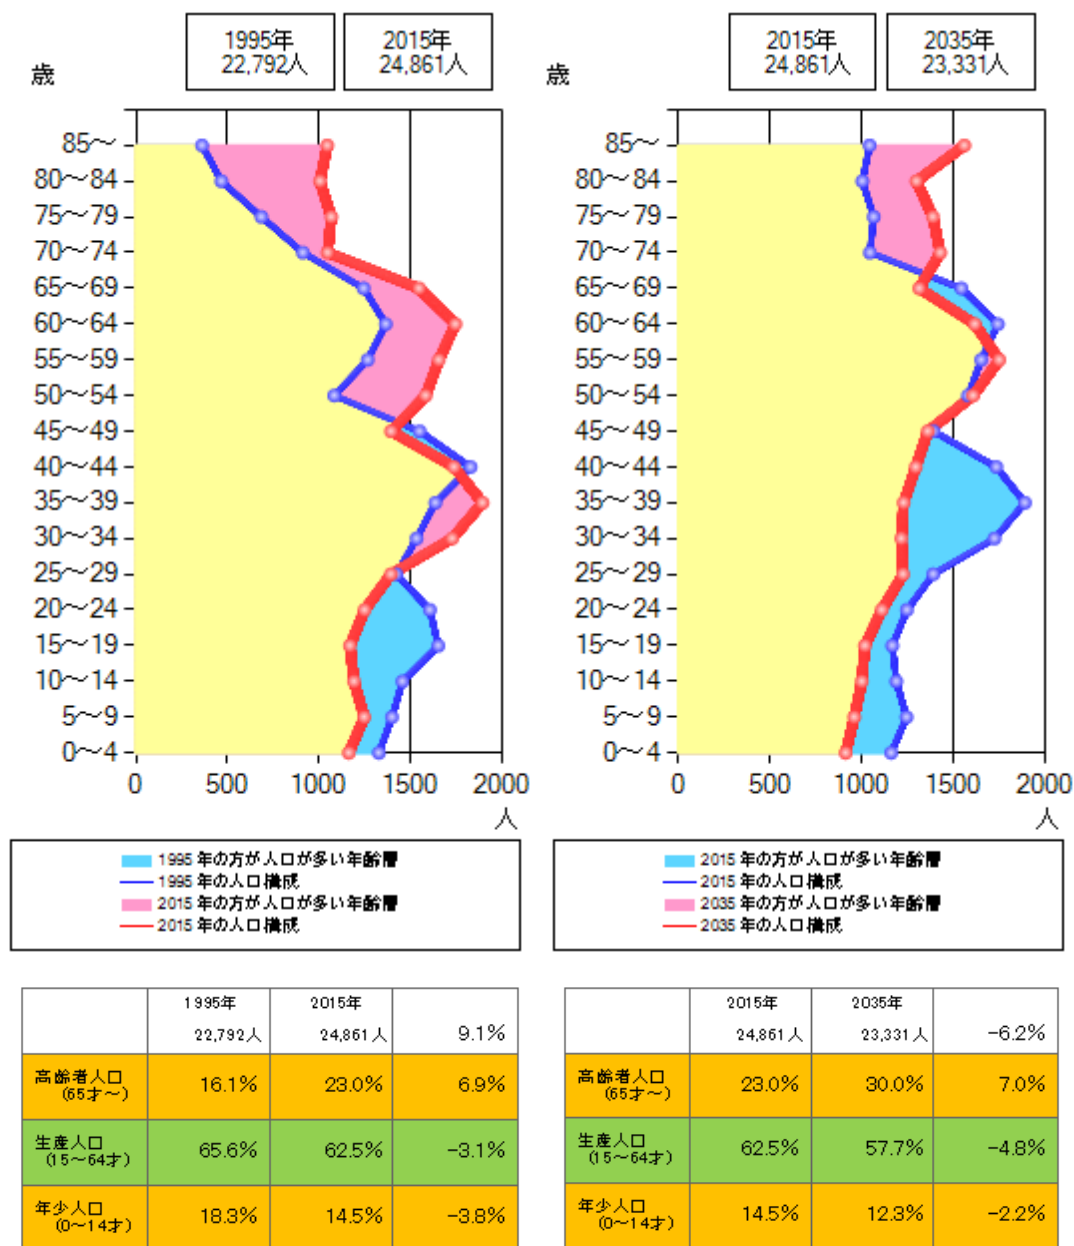 1995年
22,792人
2015年
24,861人
歳
85～
80～84
75～79
70～74
65～69
60～64
55～59
50～54
45～49
40～44
35～39
30～34
25～29
20～24
15～19
10～14
5～9
0～4
0 500 1000 1500 2000
人
1995 年の方が人口が多い年齢層
1995 年の人口構成
2015 年の方が人口が多い年齢層
2015 年の人口構成
1995年 2015年
22,792人 24,861人 9.1%
高齢者人口
(65才～) 16.1% 23.0% 6.9%
生産人口
(15～64才) 65.6% 62.5% -3.1%
年少人口
(0～14才) 18.3% 14.5% -3.8%
2015年
24,861人
2035年
23,331人
歳
85～
80～84
75～79
70～74
65～69
60～64
55～59
50～54
45～49
40～44
35～39
30～34
25～29
20～24
15～19
10～14
5～9
0～4
0 500 1000 1500 2000
人
2015 年の方が人口が多い年齢層
2015 年の人口構成
2035 年の方が人口が多い年齢層
2035 年の人口構成
2015年 2035年
24,861人 23,331人 -6.2%
高齢者人口
(65才～) 23.0% 30.0% 7.0%
生産人口
(15～64才) 62.5% 57.7% -4.8%
年少人口
(0～14才) 14.5% 12.3% -2.2%